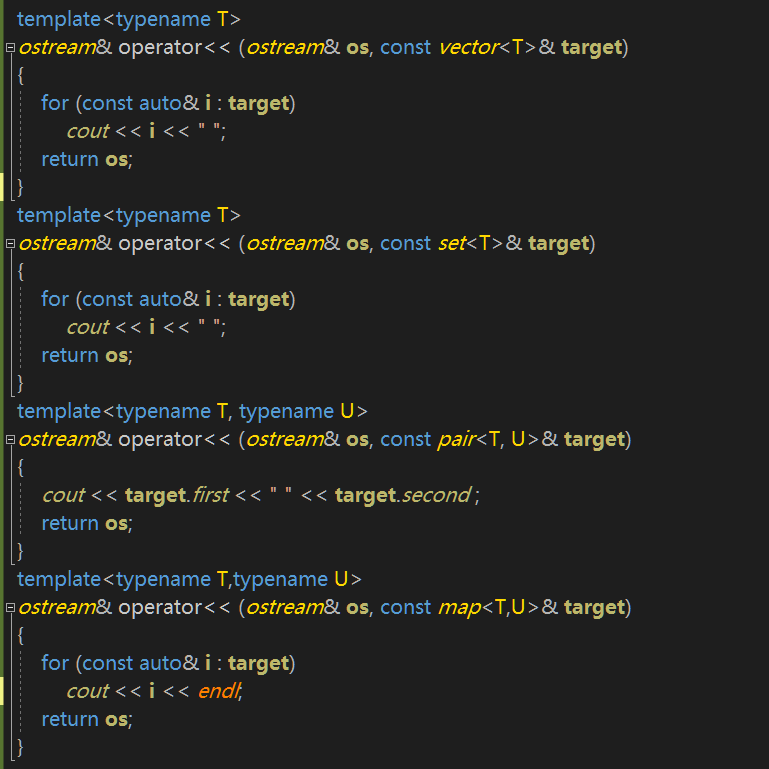 template<typename T>
ostream& operator<< (ostream& os, const vector<T>& target)
{
for (const auto& i : target)
cout << i << " ";
return os;
}
template<typename T>
ostream& operator<< (ostream& os, const set<T>& target)
{
for (const auto& i : target)
cout << i << " ";
return os;
}
template<typename T, typename U>
ostream& operator<< (ostream& os, const pair<T, U>& target)
{
cout << target.first << " " << target.second ;
return os;
}
template<typename T,typename U>
ostream& operator<< (ostream& os, const map<T,U>& target)
{
for (const auto& i : target)
cout << i << endl;
return os;
}